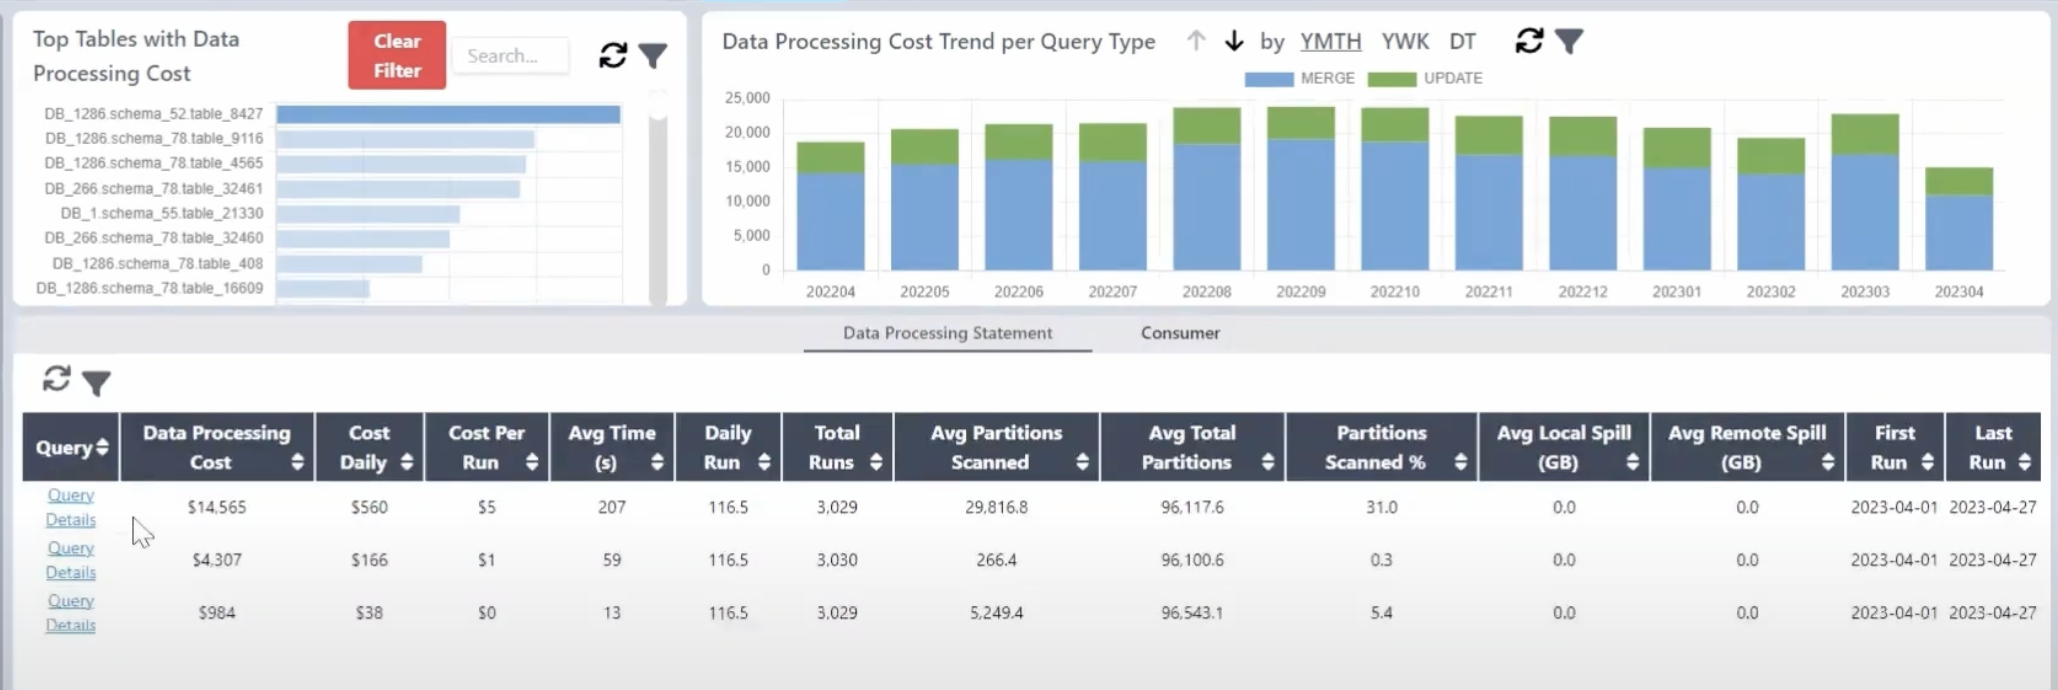 Top Tables with Data
Processing Cost
Clear
Filter
Search...
DB_1286.schema_52.table_8427
DB_1286.schema_78.table_9116
DB_1286.schema_78.table_4565
DB_266.schema_78.table_32461
DB_1.schema_55.table_21330
DB_266.schema_78.table_32460
DB_1286.schema_78.table_408
DB_1286.schema_78.table_16609
Data Processing Cost Trend per Query Type by YMTH YWK DT
MERGE UPDATE
25,000
20,000
15,000
10,000
5,000
0
202204 202205 202206 202207 202208 202209 202210 202211 202212 202301 202302 202303 202304
Data Processing Statement Consumer
Query Data Processing Cost Cost Daily Cost Per Run Avg Time (s) Daily Run Total Runs Avg Partitions Scanned Avg Total Partitions Partitions Scanned % Avg Local Spill (GB) Avg Remote Spill (GB) First Run Last Run
Query Details $14,565 $560 $5 207 116.5 3,029 29,816.8 96,117.6 31.0 0.0 0.0 2023-04-01 2023-04-27
Query Details $4,307 $166 $1 59 116.5 3,030 266.4 96,100.6 0.3 0.0 0.0 2023-04-01 2023-04-27
Query Details $984 $38 $0 13 116.5 3,029 5,249.4 96,543.1 5.4 0.0 0.0 2023-04-01 2023-04-27